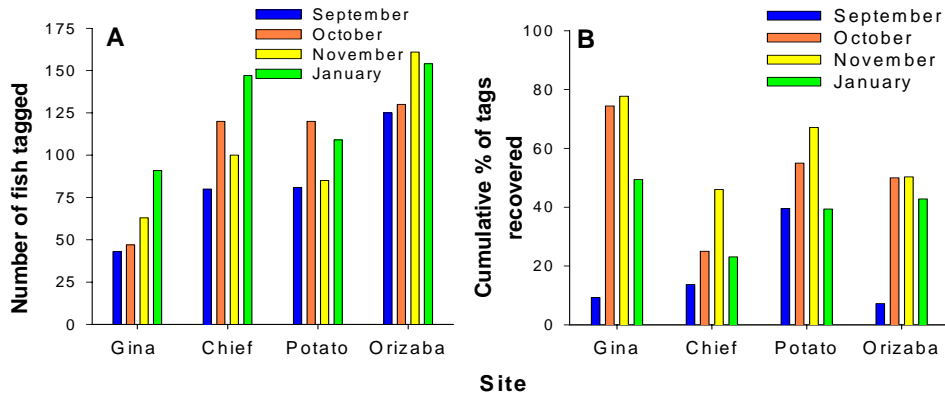 A
September
October
November
January
Number of fish tagged
175
150
125
100
75
50
25
0
Gina Chief Potato Orizaba
B
September
October
November
January
Cumulative % of tags
recovered
100
80
60
40
20
0
Gina Chief Potato Orizaba
Site